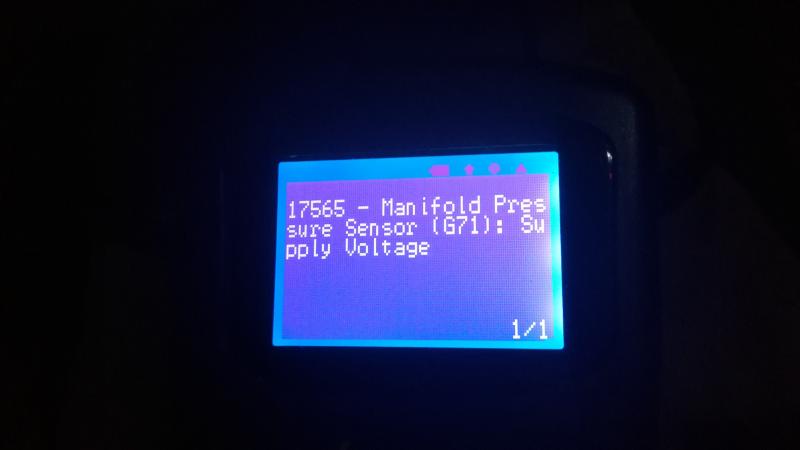 17565 - Manifold Pres
sure Sensor (G71): Su
pply Voltage
1/1